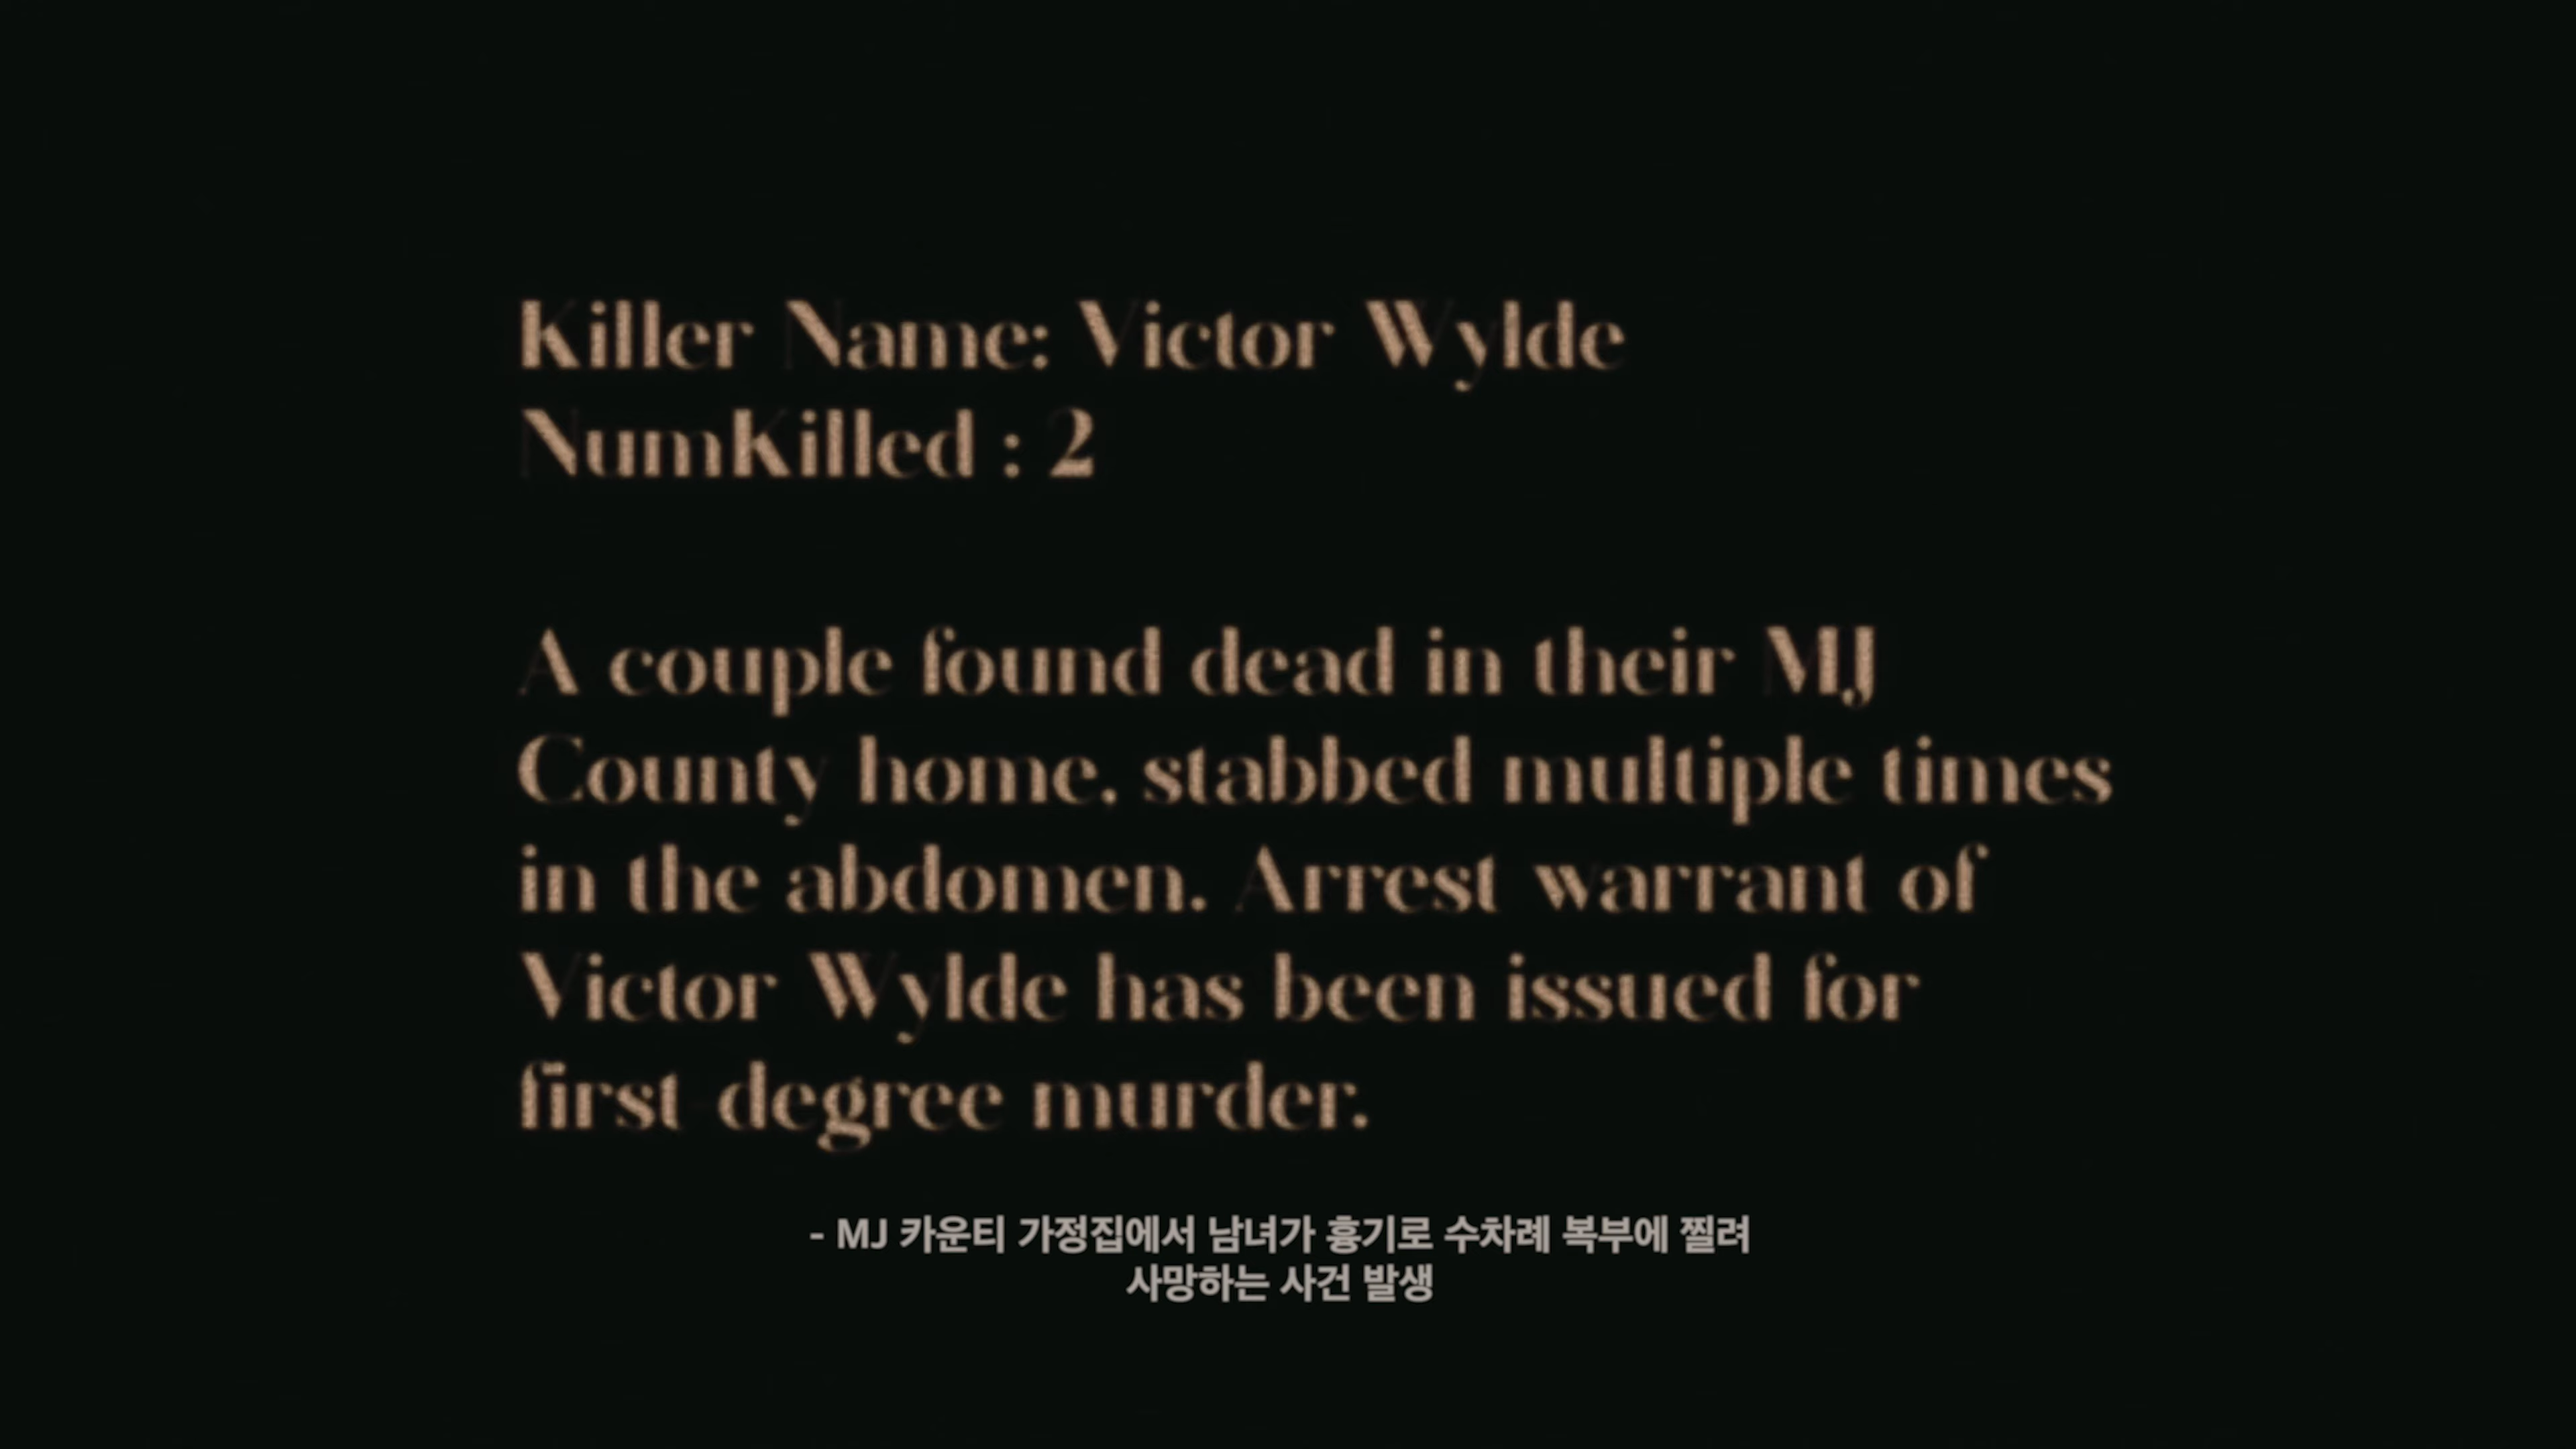 Killer Name: Victor Wylde
NumKilled : 2
A couple found dead in their MJ
County home, stabbed multiple times
in the abdomen. Arrest warrant of
Victor Wylde has been issued for
first degree murder.
- MJ 카운티 가정집에서 남녀가 흉기로 수차례 복부에 찔려
사망하는 사건 발생